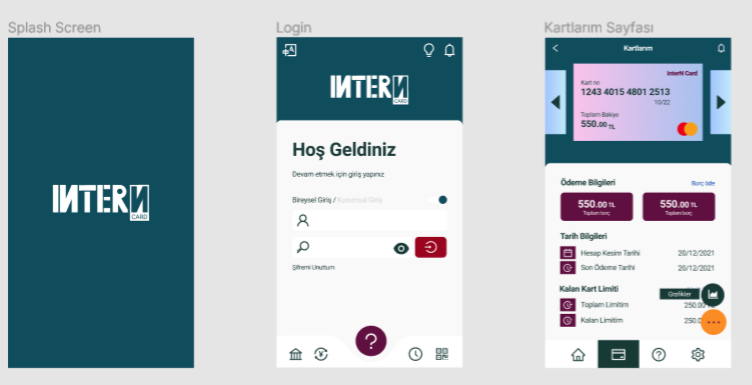 Splash Screen
INTERN
CARD
Login
INTERN
CARD
Hoş Geldiniz
Devam etmek için giriş yapınız
Bireysel Giriş / Kurumsal Giriş
Şifremi Unuttum
?
Kartlarım Sayfası
Kartlarım
InterN Card
Kart no
1243 4015 4801 2513
10/22
Toplam Bakiye
550.00 TL
Ödeme Bilgileri
Borç öde
550.00 TL
Toplam borç
550.00 TL
Toplam borç
Tarih Bilgileri
Hesap Kesim Tarihi
20/12/2021
Son Ödeme Tarihi
20/12/2021
Kalan Kart Limiti
Grafikler
Toplam Limitim
250.00
Kalan Limitim
250.0
?